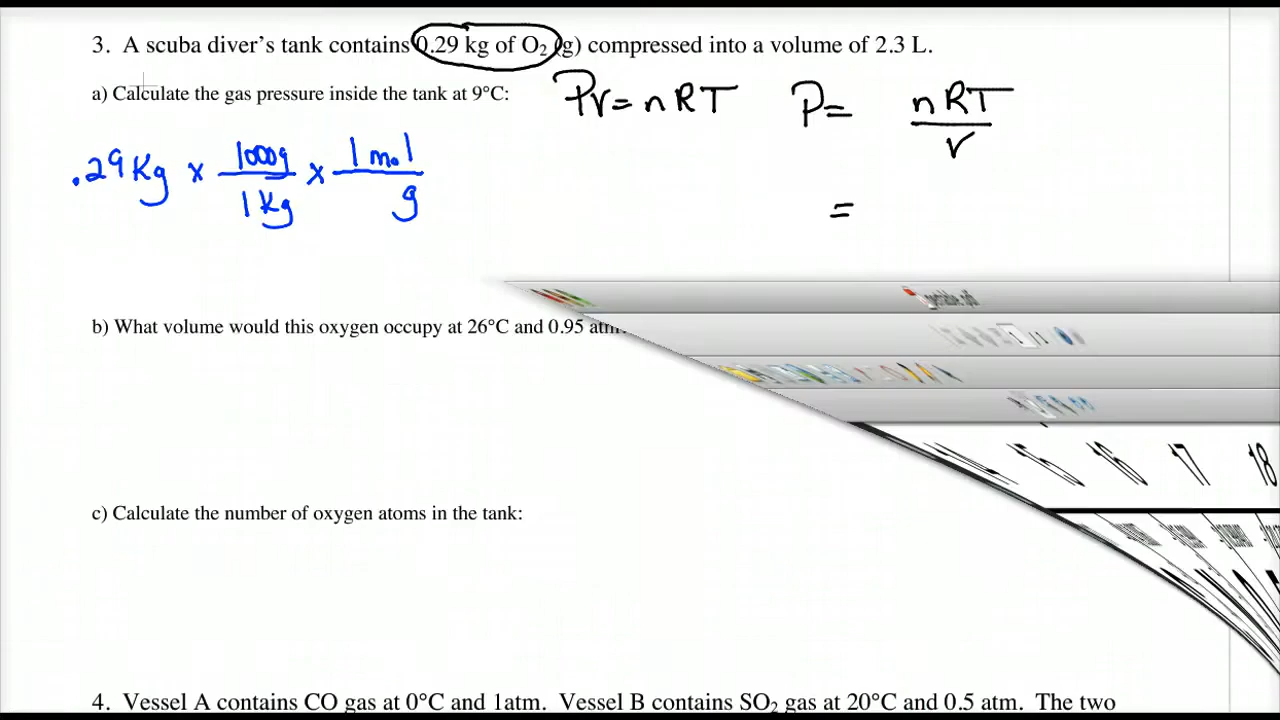 3. A scuba diver's tank contains 0.29 kg of O₂ (g) compressed into a volume of 2.3 L.
a) Calculate the gas pressure inside the tank at 9°C:
PV = nRT P = nRT / V
.29 Kg x 1000g / 1 Kg x 1 mol / g
=
b) What volume would this oxygen occupy at 26°C and 0.95 atm
16 17 18
c) Calculate the number of oxygen atoms in the tank:
4. Vessel A contains CO gas at 0°C and 1atm. Vessel B contains SO₂ gas at 20°C and 0.5 atm. The two